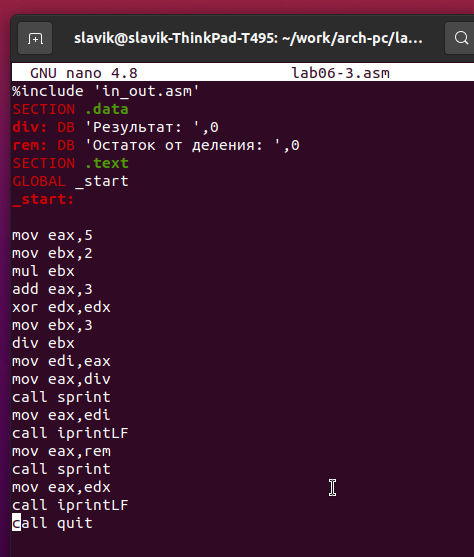 slavik@slavik-ThinkPad-T495: ~/work/arch-pc/la...
GNU nano 4.8 lab06-3.asm
%include 'in_out.asm'
SECTION .data
div: DB 'Результат: ',0
rem: DB 'Остаток от деления: ',0
SECTION .text
GLOBAL _start
_start:
mov eax,5
mov ebx,2
mul ebx
add eax,3
xor edx,edx
mov ebx,3
div ebx
mov edi,eax
mov eax,div
call sprint
mov eax,edi
call iprintLF
mov eax,rem
call sprint
mov eax,edx
call iprintLF
call quit